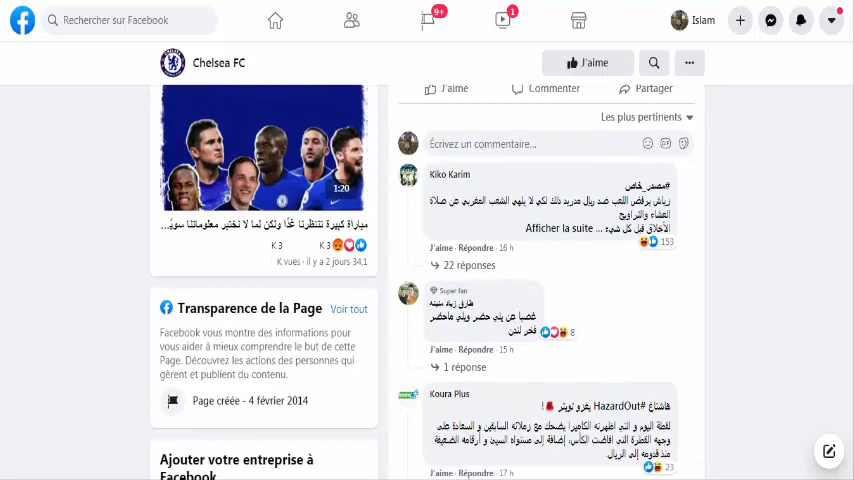 Rechercher sur Facebook
9+
1
Islam
Chelsea FC
J'aime
1:20
مباراة كبيرة تنتظرنا غدًا ولكن لما لا نختبر معلوماتنا سويً...
K 3
K 3
K vues · il y a 2 jours 34,1
Transparence de la Page
Voir tout
Facebook vous montre des informations pour
vous aider à mieux comprendre le but de cette
Page. Découvrez les actions des personnes qui
gèrent et publient du contenu.
Page créée - 4 février 2014
Ajouter votre entreprise à
Facebook
J'aime
Commenter
Partager
Les plus pertinents
Écrivez un commentaire...
GIF
Kiko Karim
#مصدر_خاص
زياش يرفض اللعب ضد ريال مدريد ذلك لكي لا يلهي الشعب المغربي عن صلاة
العشاء والتراويح
الأخلاق قبل كل شيء ... Afficher la suite
153
J'aime · Répondre · 16 h
22 réponses
Super fan
طارق زياد منينه
غصبا عن يلي حضر ويلي ماحضر
فخر لندن
8
J'aime · Répondre · 15 h
1 réponse
Koura Plus
هاشتاغ #HazardOut يغزو تويتر !
لقطة اليوم و التي اظهرته الكاميرا يضحك مع زملائه السابقين و السعادة على
وجهه القطرة التي افاضت الكأس، إضافة إلى مستواه السيئ و أرقامه الضعيفة
منذ قدومه إلى الريال.
23
J'aime · Répondre · 17 h